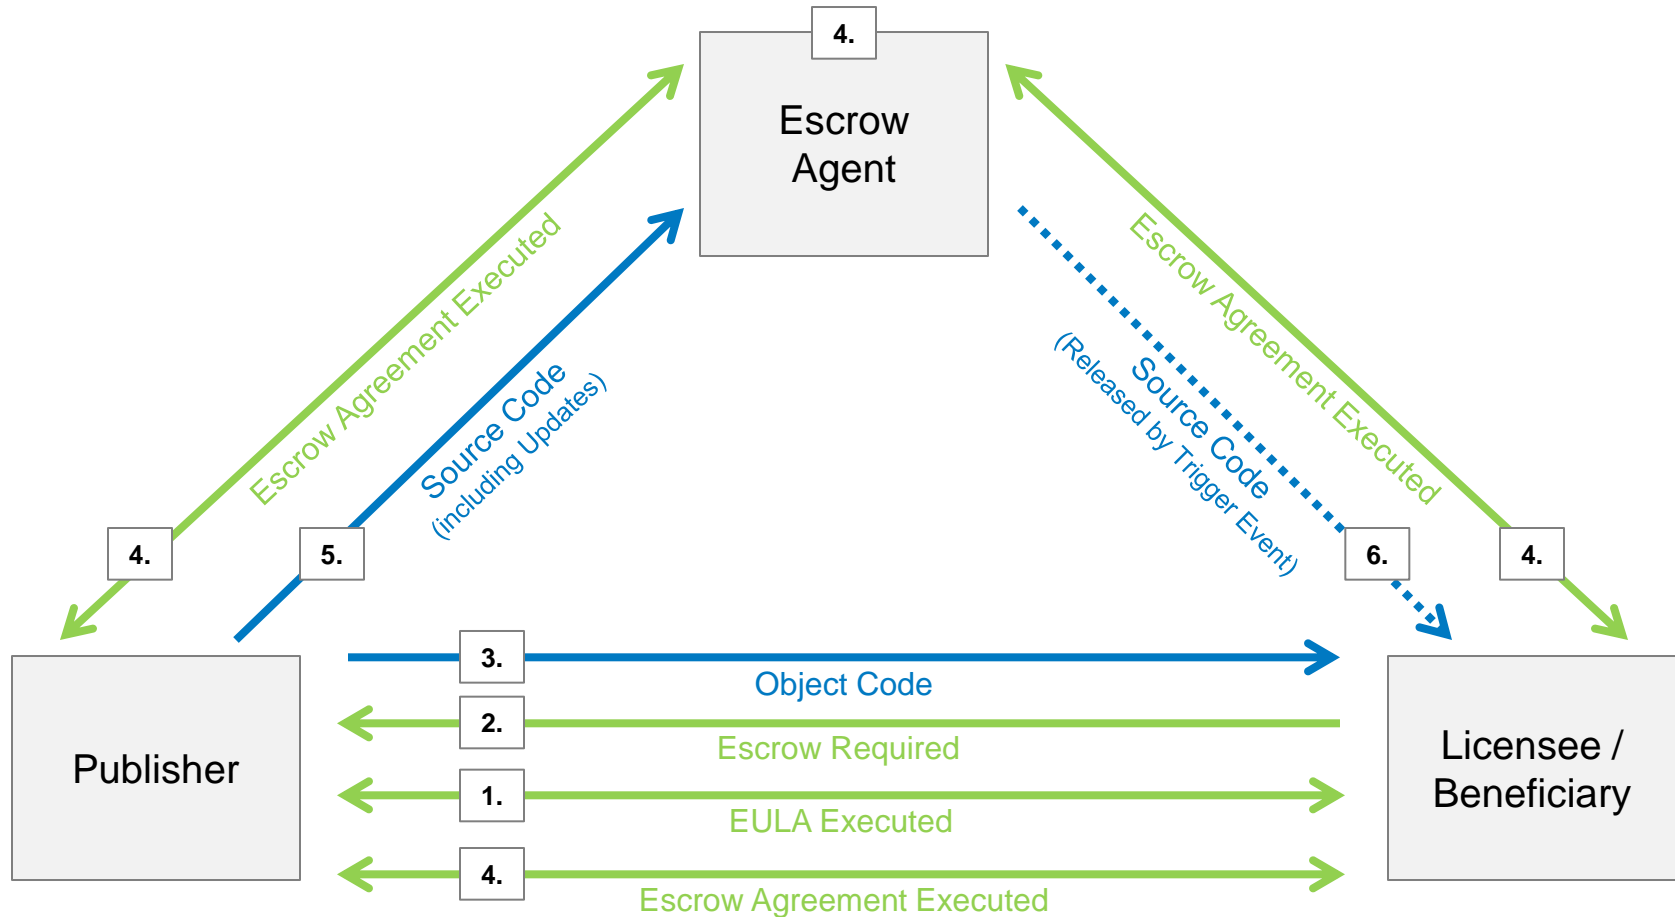 4.
Escrow
Agent
Escrow Agreement Executed
Source Code
(including Updates)
Escrow Agreement Executed
Source Code
(Released by Trigger Event)
4.
5.
6.
4.
3.
Object Code
2.
Escrow Required
1.
EULA Executed
4.
Escrow Agreement Executed
Publisher
Licensee /
Beneficiary